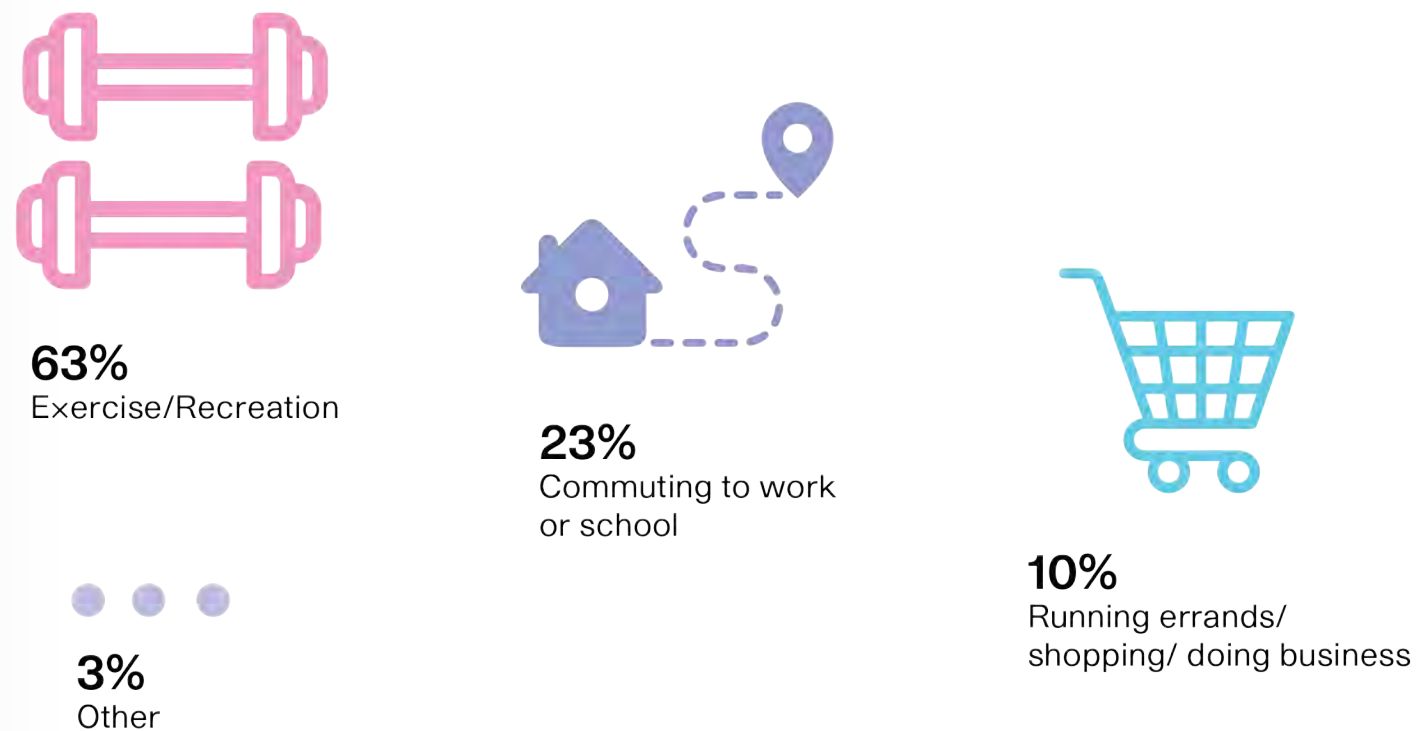 63%
Exercise/Recreation
23%
Commuting to work
or school
10%
Running errands/
shopping/ doing business
3%
Other